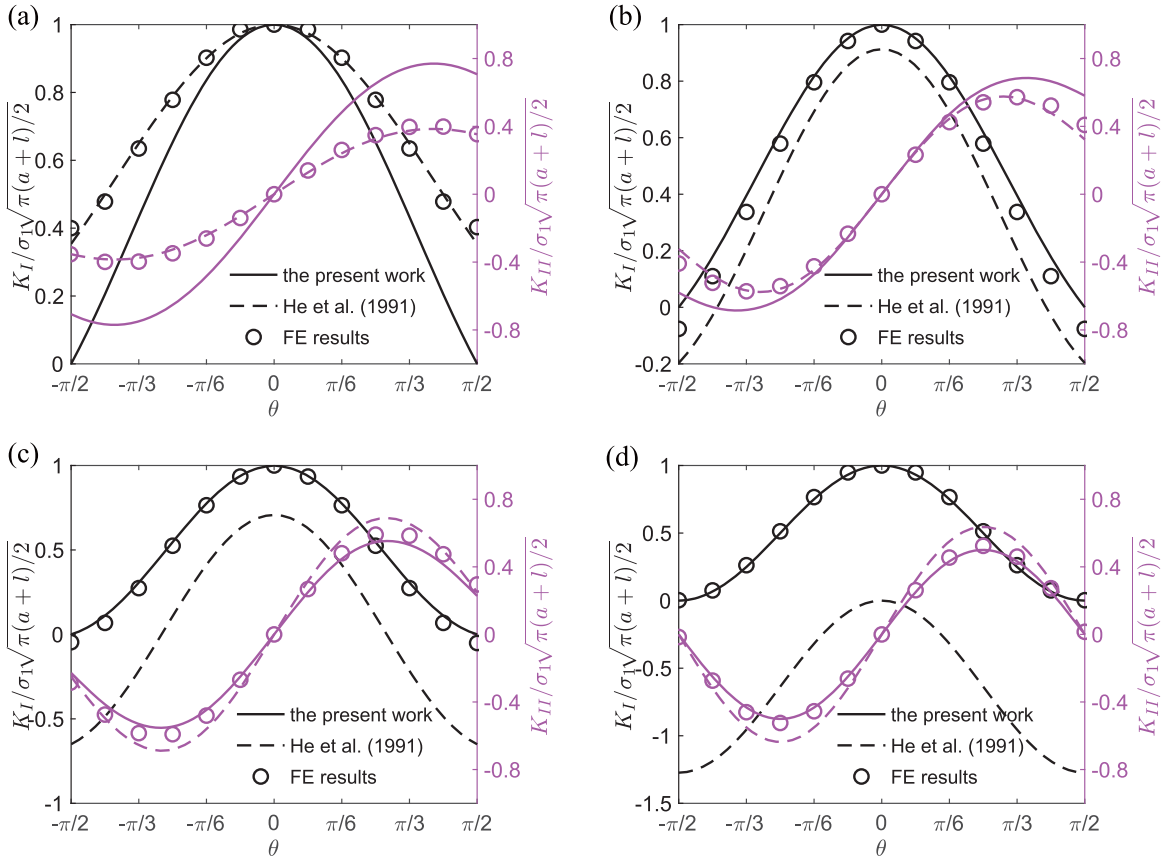 (a)
1
0.8
0.6
0.4
0.2
0
K_I/σ_1√π(a + l)/2
0.8
0.4
0
-0.4
-0.8
K_{II}/σ_1√π(a + l)/2
the present work
He et al. (1991)
FE results
-π/2 -π/3 -π/6 0 π/6 π/3 π/2
θ
(b)
1
0.8
0.6
0.4
0.2
0
-0.2
K_I/σ_1√π(a + l)/2
0.8
0.4
0
-0.4
-0.8
K_{II}/σ_1√π(a + l)/2
the present work
He et al. (1991)
FE results
-π/2 -π/3 -π/6 0 π/6 π/3 π/2
θ
(c)
1
0.5
0
-0.5
-1
K_I/σ_1√π(a + l)/2
0.8
0.4
0
-0.4
-0.8
K_{II}/σ_1√π(a + l)/2
the present work
He et al. (1991)
FE results
-π/2 -π/3 -π/6 0 π/6 π/3 π/2
θ
(d)
1
0.5
0
-0.5
-1
-1.5
K_I/σ_1√π(a + l)/2
0.8
0.4
0
-0.4
-0.8
K_{II}/σ_1√π(a + l)/2
the present work
He et al. (1991)
FE results
-π/2 -π/3 -π/6 0 π/6 π/3 π/2
θ